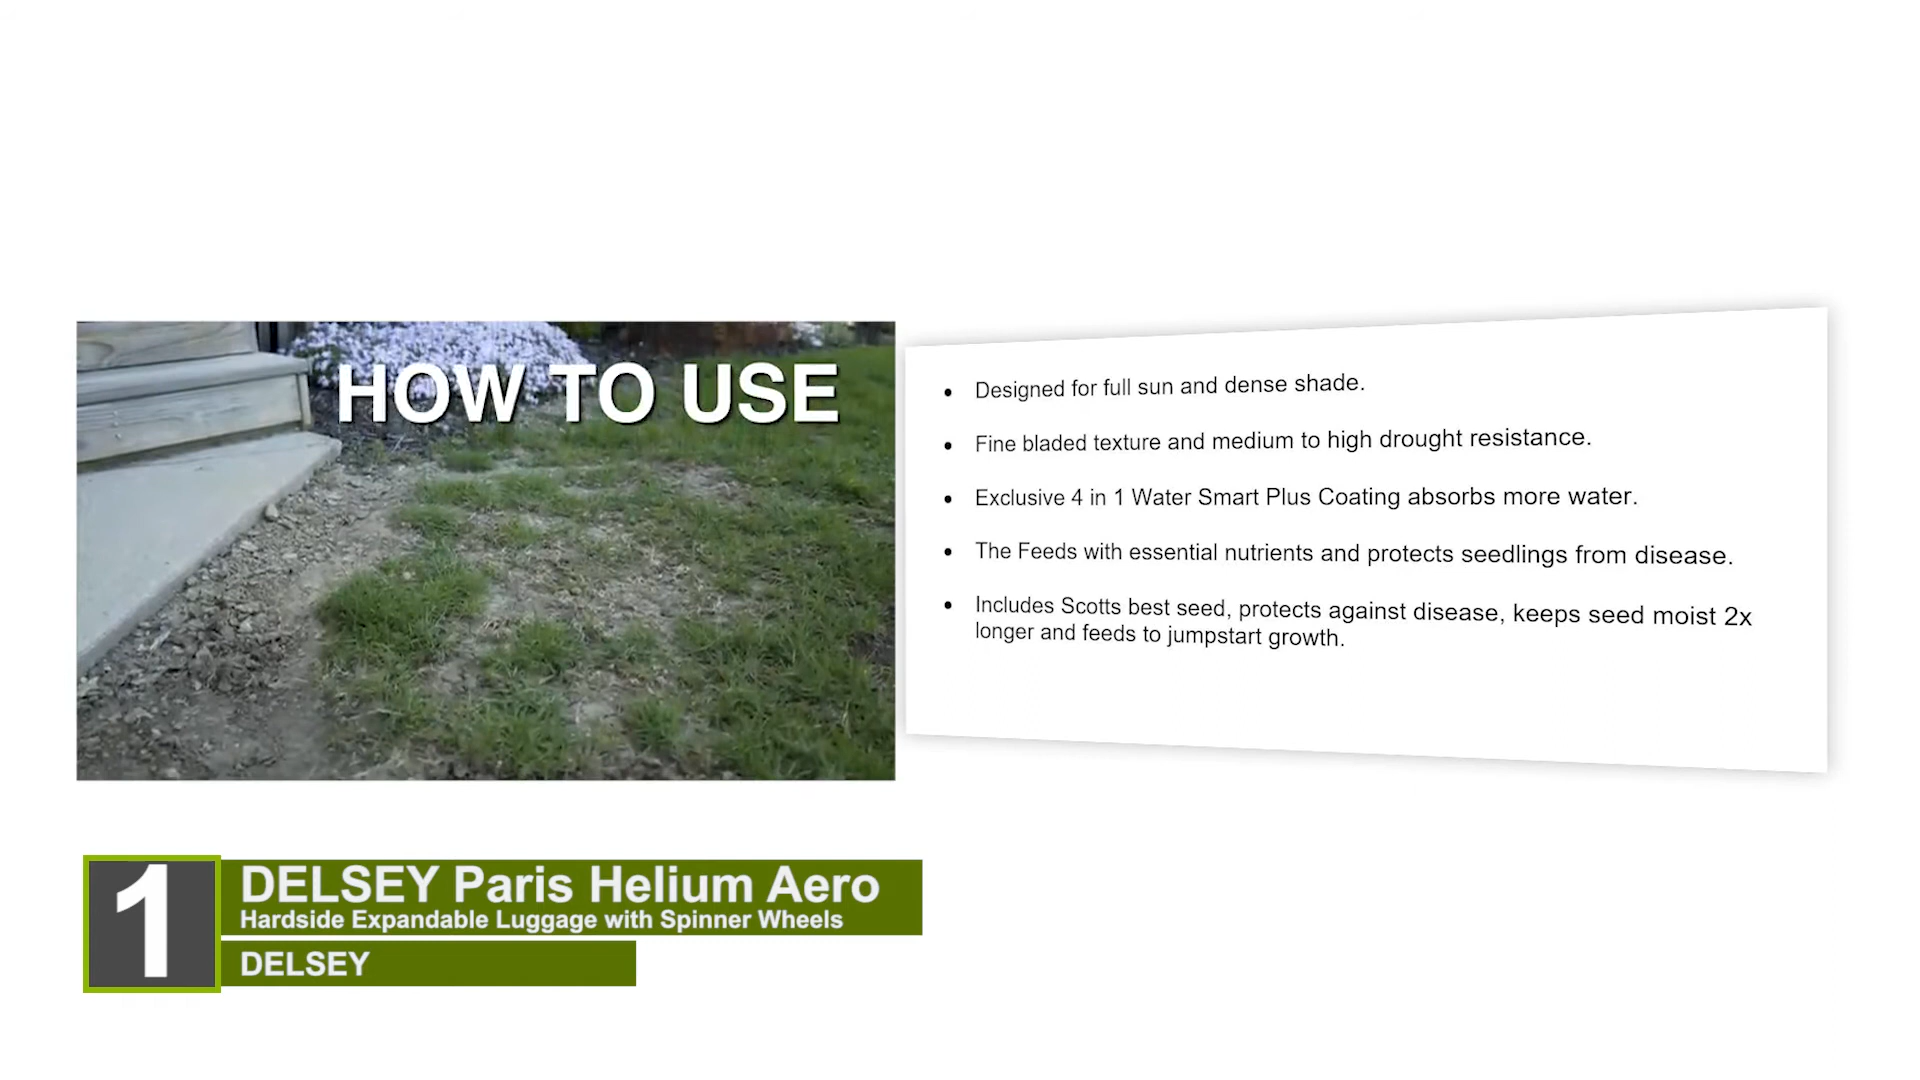 HOW TO USE
Designed for full sun and dense shade.
Fine bladed texture and medium to high drought resistance.
Exclusive 4 in 1 Water Smart Plus Coating absorbs more water.
The Feeds with essential nutrients and protects seedlings from disease.
Includes Scotts best seed, protects against disease, keeps seed moist 2x
longer and feeds to jumpstart growth.
1
DELSEY Paris Helium Aero
Hardside Expandable Luggage with Spinner Wheels
DELSEY